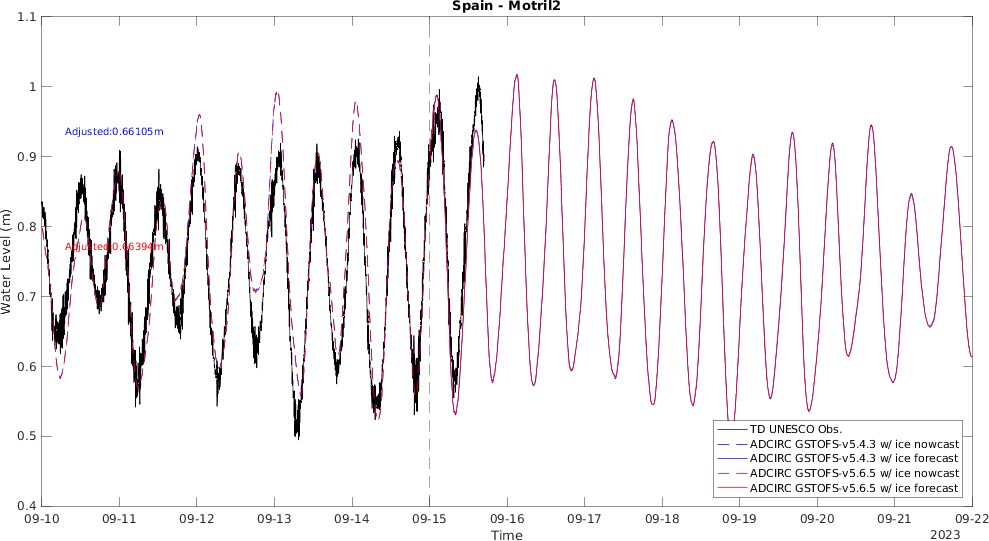 Spain - Motril2
1.1
1
0.9
0.8
0.7
0.6
0.5
0.4
Water Level (m)
Adjusted:0.66105m
Adjusted:0.66394m
TD UNESCO Obs.
ADCIRC GSTOFS-v5.4.3 w/ ice nowcast
ADCIRC GSTOFS-v5.4.3 w/ ice forecast
ADCIRC GSTOFS-v5.6.5 w/ ice nowcast
ADCIRC GSTOFS-v5.6.5 w/ ice forecast
09-10 09-11 09-12 09-13 09-14 09-15 09-16 09-17 09-18 09-19 09-20 09-21 09-22
Time
2023